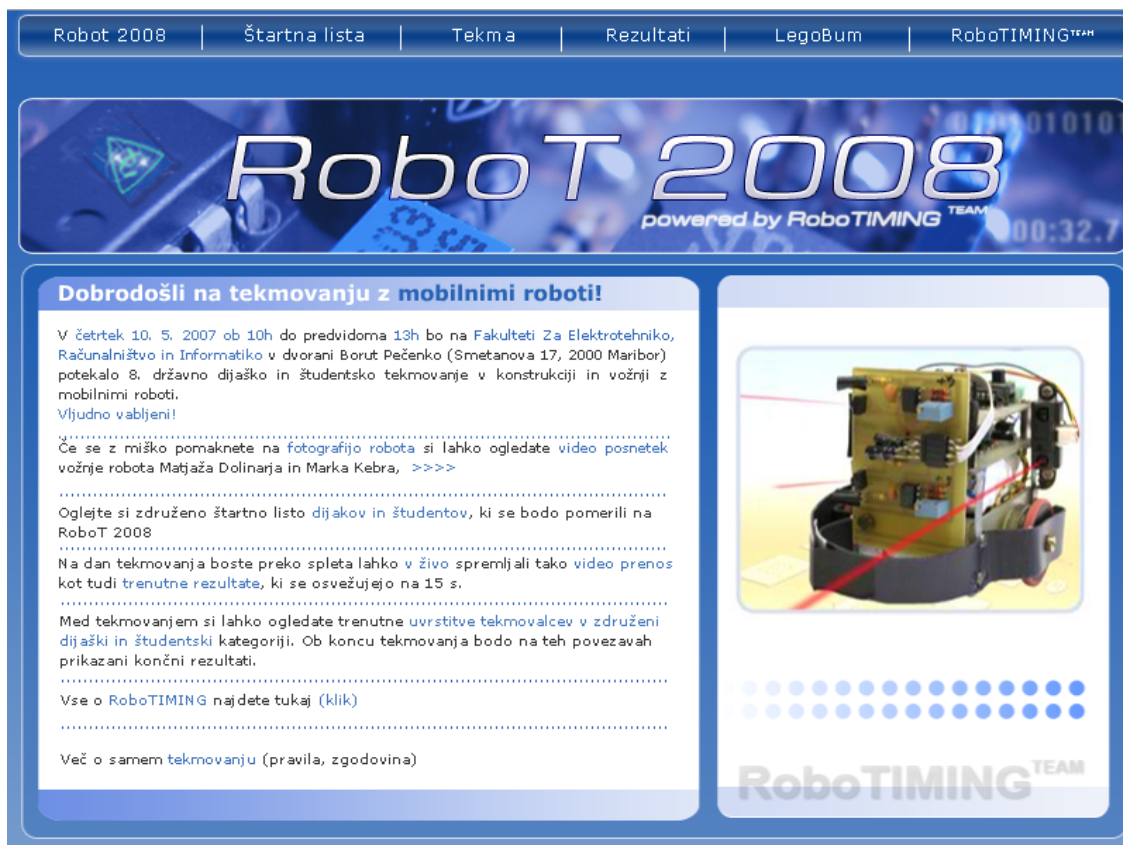 Robot 2008 | Štartna lista | Tekma | Rezultati | LegoBum | RoboTIMING TEAM
01010101
RoboT 2008
powered by RoboTIMING TEAM
00:32.7
Dobrodošli na tekmovanju z mobilnimi roboti!
V četrtek 10. 5. 2007 ob 10h do predvidoma 13h bo na Fakulteti Za Elektrotehniko,
Računalništvo in Informatiko v dvorani Borut Pečenko (Smetanova 17, 2000 Maribor)
potekalo 8. državno dijaško in študentsko tekmovanje v konstrukciji in vožnji z
mobilnimi roboti.
Vljudno vabljeni!
Če se z miško pomaknete na fotografijo robota si lahko ogledate video posnetek
vožnje robota Matjaža Dolinarja in Marka Kebra, >>>>
Oglejte si združeno štartno listo dijakov in študentov, ki se bodo pomerili na
RoboT 2008
Na dan tekmovanja boste preko spleta lahko v živo spremljali tako video prenos
kot tudi trenutne rezultate, ki se osvežujejo na 15 s.
Med tekmovanjem si lahko ogledate trenutne uvrstitve tekmovalcev v združeni
dijaški in študentski kategoriji. Ob koncu tekmovanja bodo na teh povezavah
prikazani končni rezultati.
Vse o RoboTIMING najdete tukaj (klik)
Več o samem tekmovanju (pravila, zgodovina)
RoboTIMING TEAM